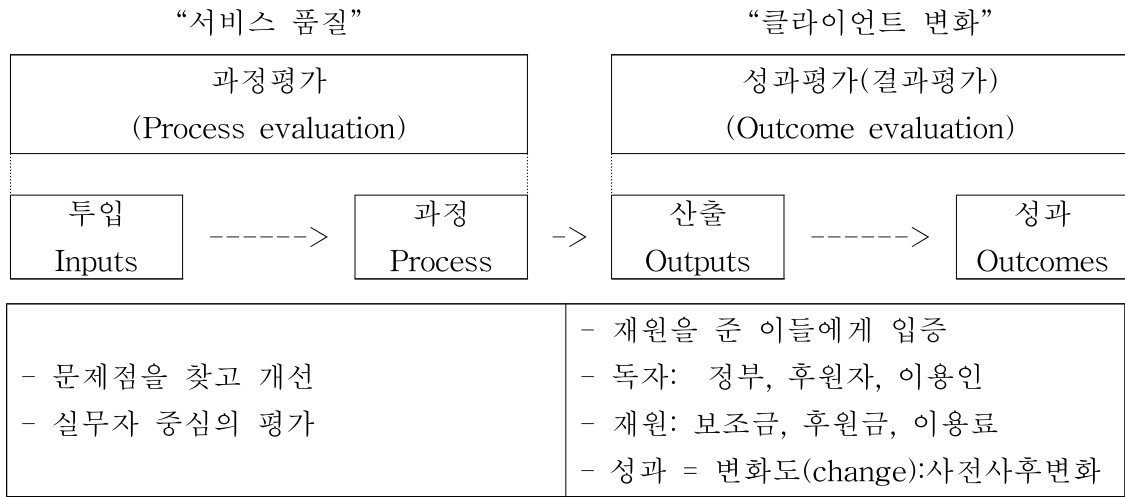 “서비스 품질”
“클라이언트 변화”
과정평가
(Process evaluation)
성과평가(결과평가)
(Outcome evaluation)
투입
Inputs
------>
과정
Process
->
산출
Outputs
------>
성과
Outcomes
- 문제점을 찾고 개선
- 실무자 중심의 평가
- 재원을 준 이들에게 입증
- 독자: 정부, 후원자, 이용인
- 재원: 보조금, 후원금, 이용료
- 성과 = 변화도(change):사전사후변화